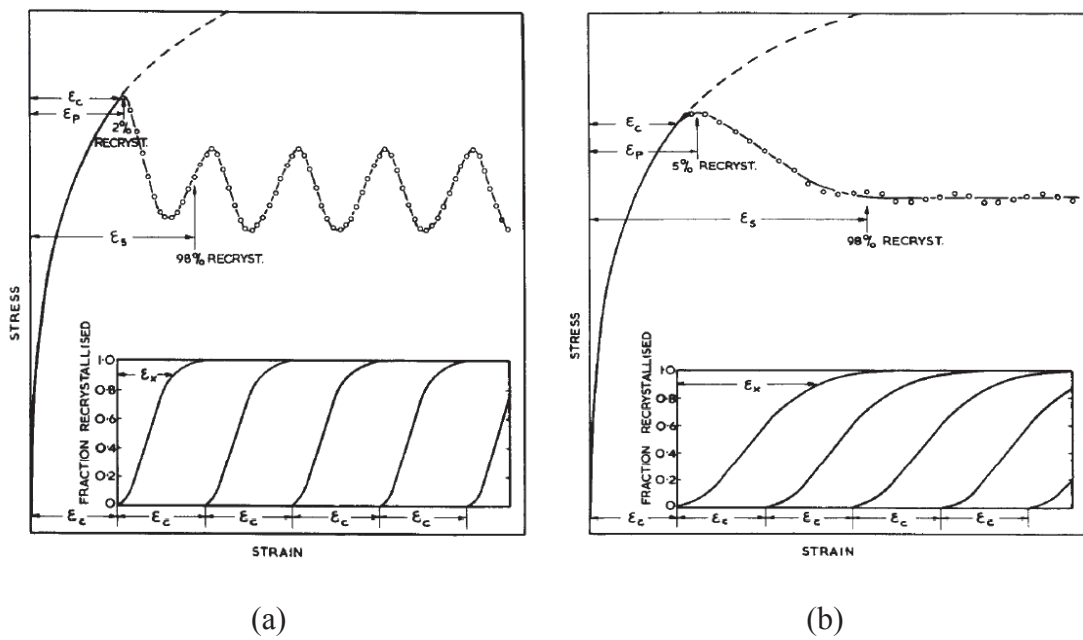 εc
εp
2%
RECRYST.
εs
98% RECRYST.
STRESS
FRACTION RECRYSTALLISED
1·0
0·8
0·6
0·4
0·2
0
εx
εc εc εc εc εc
STRAIN
(a)
εc
εp
5% RECRYST.
εs
98% RECRYST.
STRESS
FRACTION RECRYSTALLISED
1·0
0·8
0·6
0·4
0·2
0
εx
εc εc εc εc εc
STRAIN
(b)